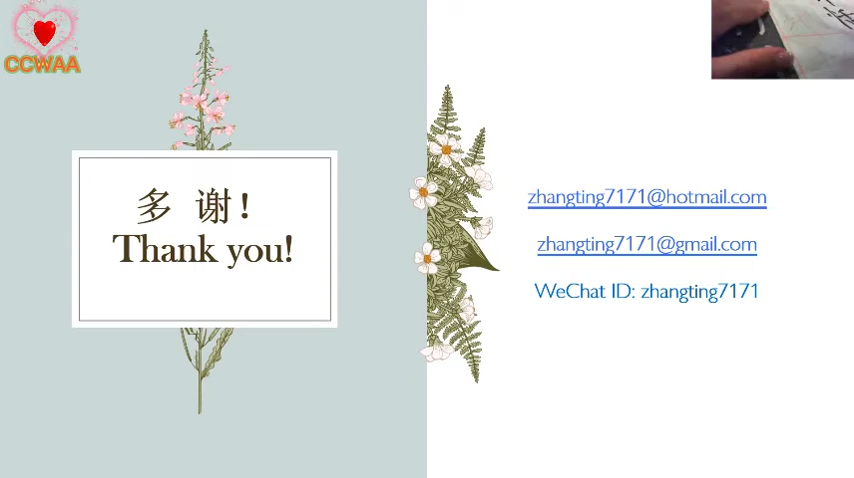 CCWAA
多 谢!
Thank you!
zhangting7171@hotmail.com
zhangting7171@gmail.com
WeChat ID: zhangting7171